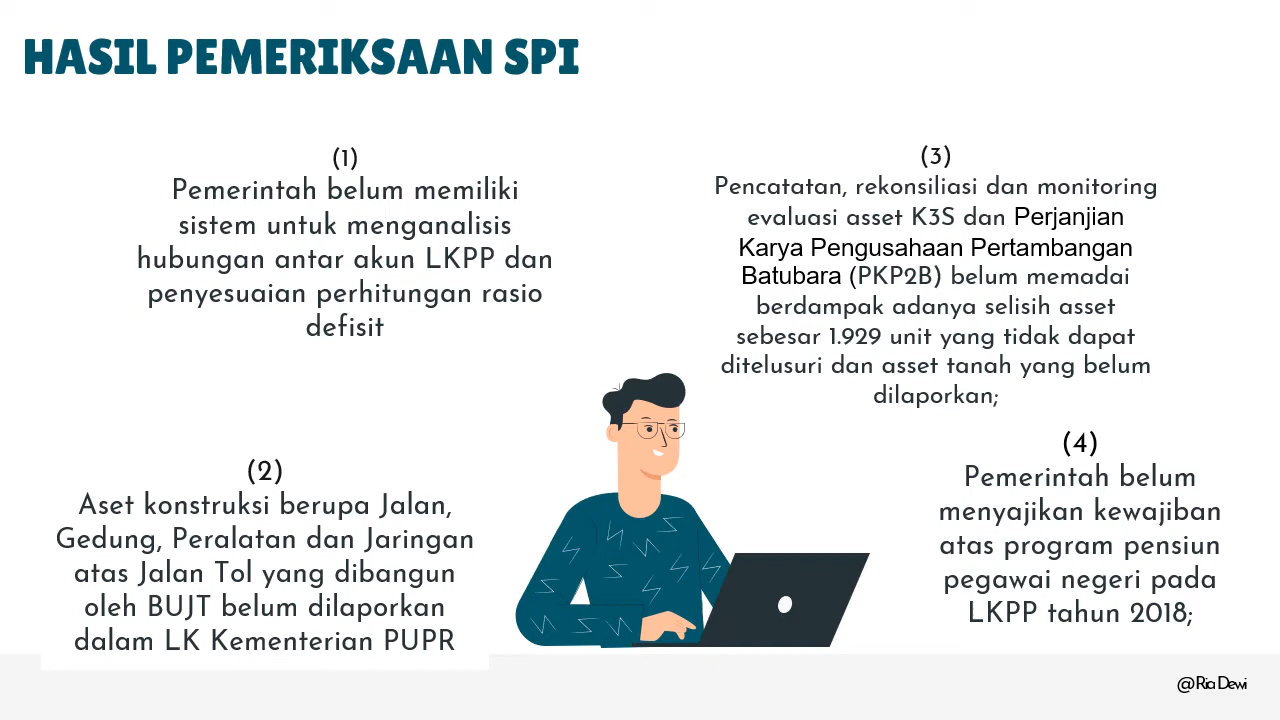 HASIL PEMERIKSAAN SPI
(1)
Pemerintah belum memiliki
sistem untuk menganalisis
hubungan antar akun LKPP dan
penyesuaian perhitungan rasio
defisit
(2)
Aset konstruksi berupa Jalan,
Gedung, Peralatan dan Jaringan
atas Jalan Tol yang dibangun
oleh BUJT belum dilaporkan
dalam LK Kementerian PUPR
(3)
Pencatatan, rekonsiliasi dan monitoring
evaluasi asset K3S dan Perjanjian
Karya Pengusahaan Pertambangan
Batubara (PKP2B) belum memadai
berdampak adanya selisih asset
sebesar 1.929 unit yang tidak dapat
ditelusuri dan asset tanah yang belum
dilaporkan;
(4)
Pemerintah belum
menyajikan kewajiban
atas program pensiun
pegawai negeri pada
LKPP tahun 2018;
@Ria Dewi